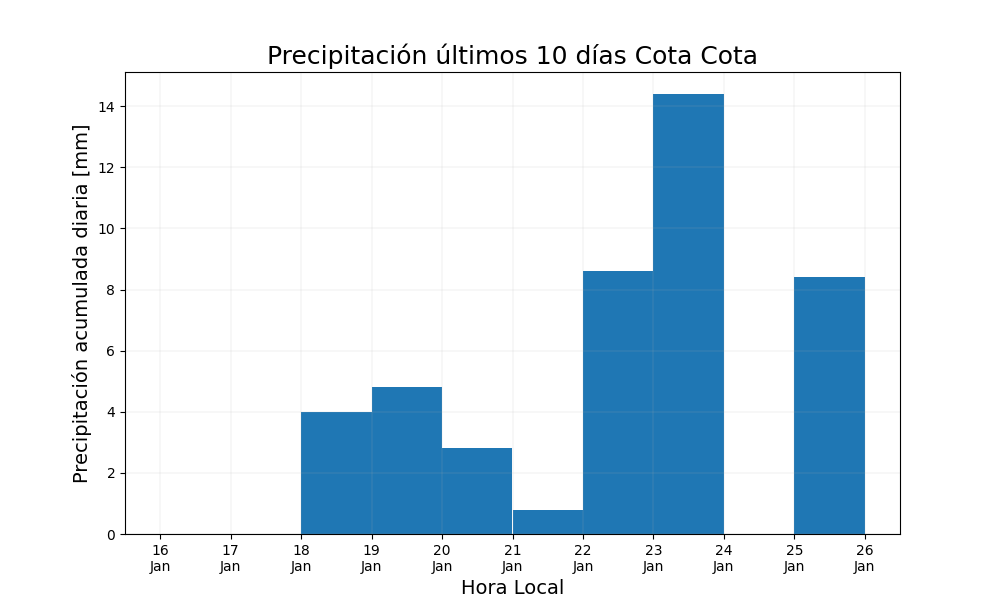 Precipitación últimos 10 días Cota Cota
Precipitación acumulada diaria [mm]
14
12
10
8
6
4
2
0
16 17 18 19 20 21 22 23 24 25 26
Jan Jan Jan Jan Jan Jan Jan Jan Jan Jan Jan
Hora Local